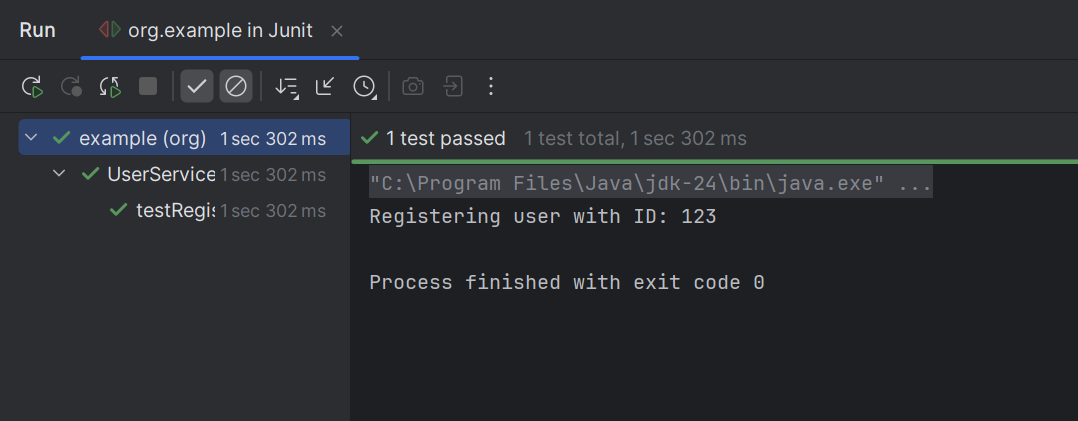 Run org.example in Junit
example (org) 1 sec 302 ms
UserService 1 sec 302 ms
testRegis 1 sec 302 ms
1 test passed 1 test total, 1 sec 302 ms
"C:\Program Files\Java\jdk-24\bin\java.exe" ...
Registering user with ID: 123
Process finished with exit code 0